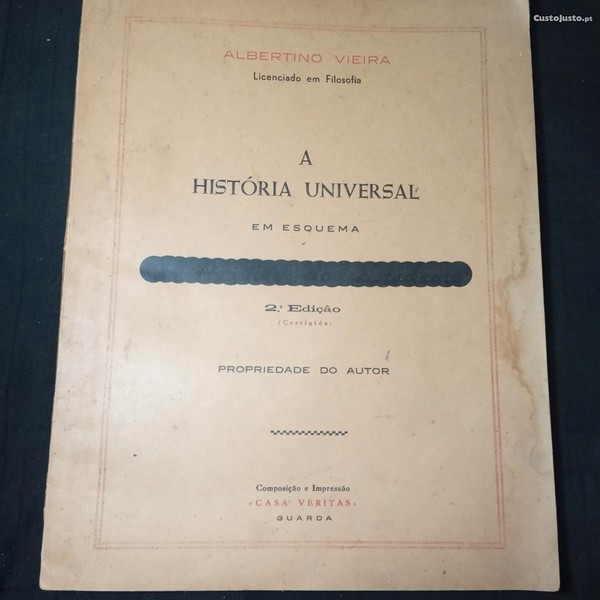 CustoJusto.pt
ALBERTINO VIEIRA
Licenciado em Filosofia
A
HISTÓRIA UNIVERSAL
EM ESQUEMA
2.ª Edição
(Corrigida)
PROPRIEDADE DO AUTOR
Composição e Impressão
«CASA VÉRITAS»
GUARDA